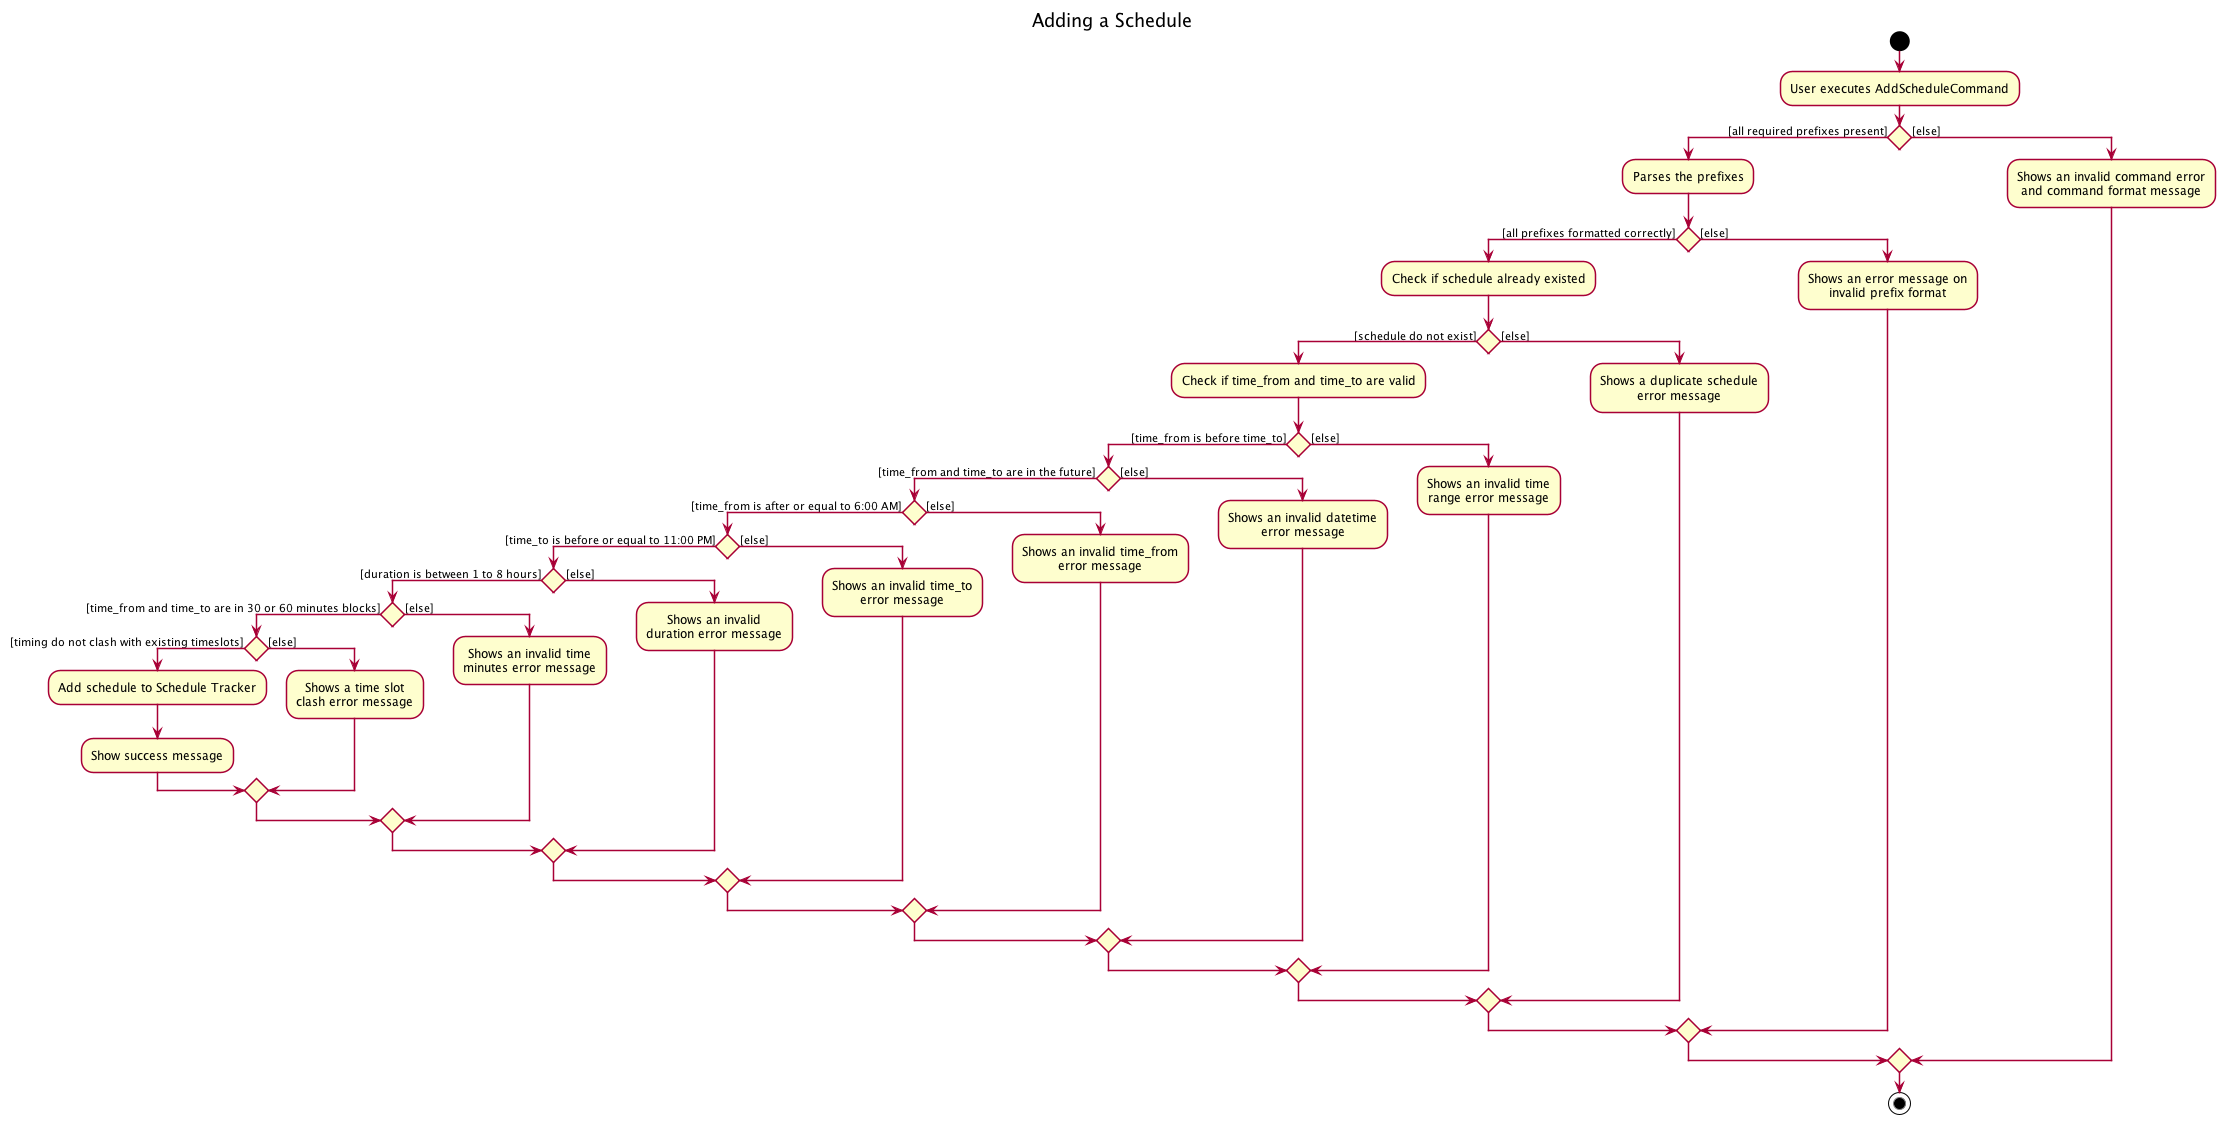 Adding a Schedule
User executes AddScheduleCommand
[all required prefixes present]
[else]
Parses the prefixes
Shows an invalid command error
and command format message
[all prefixes formatted correctly]
[else]
Check if schedule already existed
Shows an error message on
invalid prefix format
[schedule do not exist]
[else]
Check if time_from and time_to are valid
Shows a duplicate schedule
error message
[time_from is before time_to]
[else]
[time_from and time_to are in the future]
[else]
Shows an invalid time
range error message
[time_from is after or equal to 6:00 AM]
[else]
Shows an invalid datetime
error message
[time_to is before or equal to 11:00 PM]
[else]
Shows an invalid time_from
error message
[duration is between 1 to 8 hours]
[else]
Shows an invalid time_to
error message
[time_from and time_to are in 30 or 60 minutes blocks]
[else]
Shows an invalid
duration error message
[timing do not clash with existing timeslots]
[else]
Shows an invalid time
minutes error message
Add schedule to Schedule Tracker
Shows a time slot
clash error message
Show success message